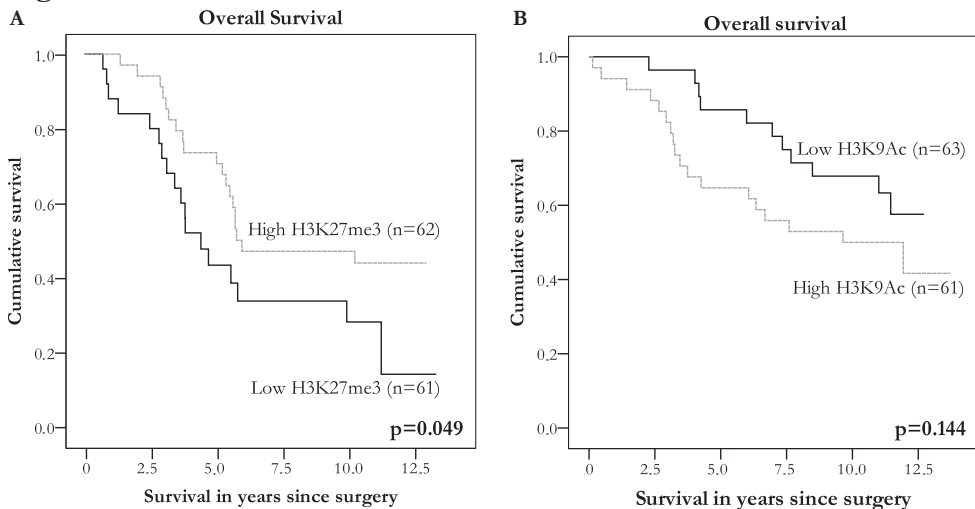 A
Overall Survival
1.0
0.8
0.6
0.4
0.2
0.0
Cumulative survival
High H3K27me3 (n=62)
Low H3K27me3 (n=61)
p=0.049
0 2.5 5.0 7.5 10.0 12.5
Survival in years since surgery
B
Overall survival
1.0
0.8
0.6
0.4
0.2
0.0
Cumulative survival
Low H3K9Ac (n=63)
High H3K9Ac (n=61)
p=0.144
0 2.5 5.0 7.5 10.0 12.5
Survival in years since surgery